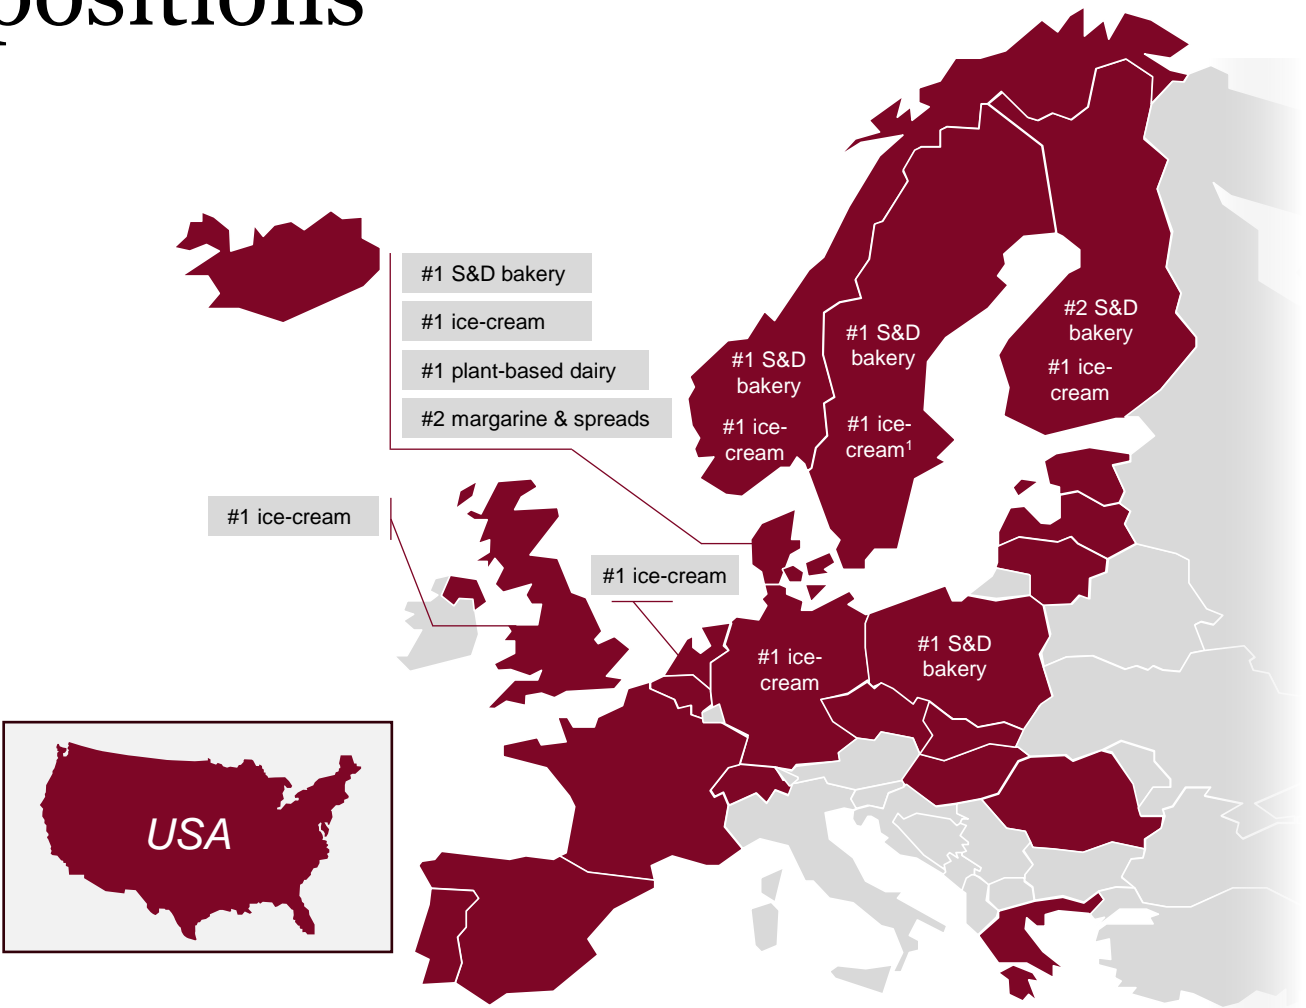 positions
#1 S&D bakery
#1 ice-cream
#1 plant-based dairy
#2 margarine & spreads
#1 S&D
bakery
#1 ice-
cream
#1 S&D
bakery
#1 ice-
cream¹
#2 S&D
bakery
#1 ice-
cream
#1 ice-cream
#1 ice-cream
#1 ice-
cream
#1 S&D
bakery
USA